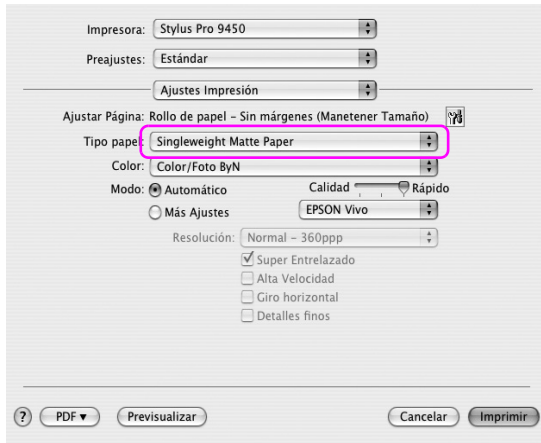 Impresora: Stylus Pro 9450
Preajustes: Estándar
Ajustes Impresión
Ajustar Página: Rollo de papel – Sin márgenes (Manetener Tamaño)
Tipo papel: Singleweight Matte Paper
Color: Color/Foto ByN
Modo: Automático Calidad Rápido
Más Ajustes EPSON Vivo
Resolución: Normal – 360ppp
Super Entrelazado
Alta Velocidad
Giro horizontal
Detalles finos
? PDF ▼ Previsualizar Cancelar Imprimir